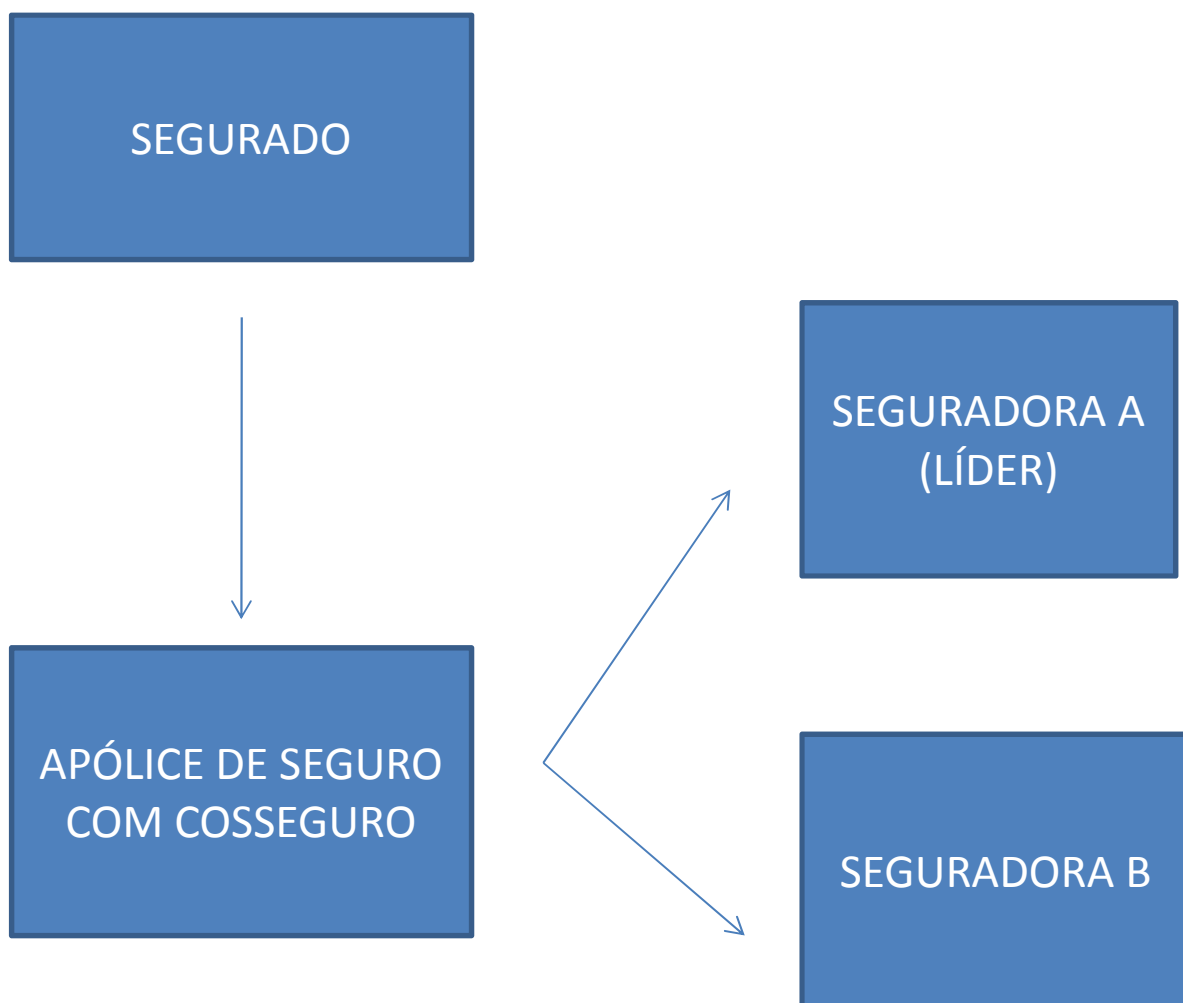 SEGURADO
SEGURADORA A
(LÍDER)
APÓLICE DE SEGURO
COM COSSEGURO
SEGURADORA B